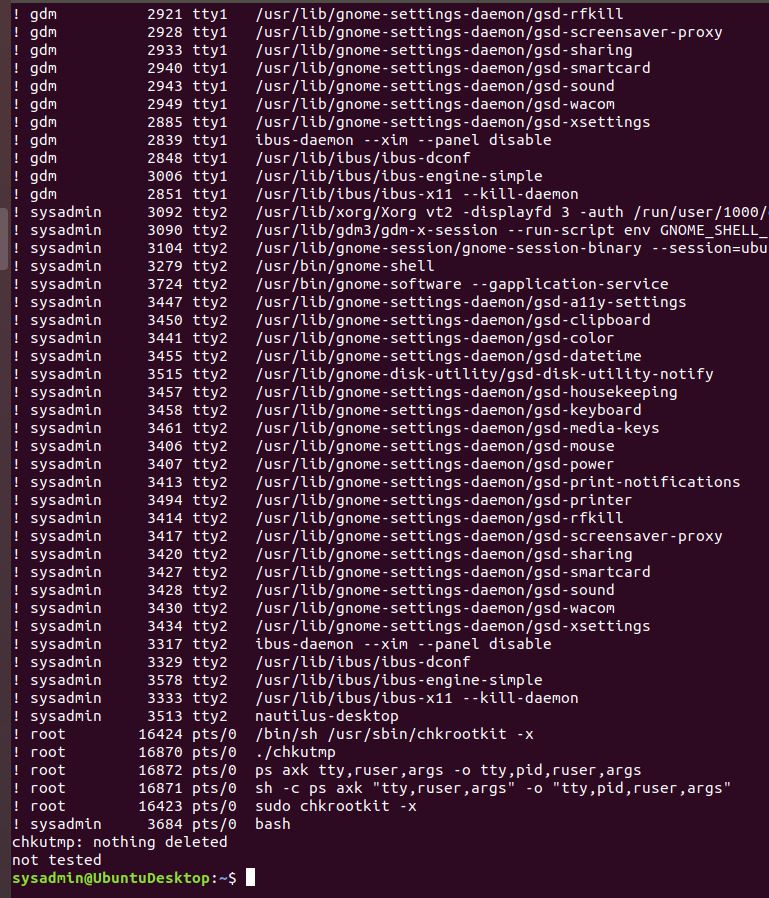 ! gdm          2921 tty1   /usr/lib/gnome-settings-daemon/gsd-rfkill
! gdm          2928 tty1   /usr/lib/gnome-settings-daemon/gsd-screensaver-proxy
! gdm          2933 tty1   /usr/lib/gnome-settings-daemon/gsd-sharing
! gdm          2940 tty1   /usr/lib/gnome-settings-daemon/gsd-smartcard
! gdm          2943 tty1   /usr/lib/gnome-settings-daemon/gsd-sound
! gdm          2949 tty1   /usr/lib/gnome-settings-daemon/gsd-wacom
! gdm          2885 tty1   /usr/lib/gnome-settings-daemon/gsd-xsettings
! gdm          2839 tty1   ibus-daemon --xim --panel disable
! gdm          2848 tty1   /usr/lib/ibus/ibus-dconf
! gdm          3006 tty1   /usr/lib/ibus/ibus-engine-simple
! gdm          2851 tty1   /usr/lib/ibus/ibus-x11 --kill-daemon
! sysadmin     3092 tty2   /usr/lib/xorg/Xorg vt2 -displayfd 3 -auth /run/user/1000/
! sysadmin     3090 tty2   /usr/lib/gdm3/gdm-x-session --run-script env GNOME_SHELL_
! sysadmin     3104 tty2   /usr/lib/gnome-session/gnome-session-binary --session=ubu
! sysadmin     3279 tty2   /usr/bin/gnome-shell
! sysadmin     3724 tty2   /usr/bin/gnome-software --gapplication-service
! sysadmin     3447 tty2   /usr/lib/gnome-settings-daemon/gsd-a11y-settings
! sysadmin     3450 tty2   /usr/lib/gnome-settings-daemon/gsd-clipboard
! sysadmin     3441 tty2   /usr/lib/gnome-settings-daemon/gsd-color
! sysadmin     3455 tty2   /usr/lib/gnome-settings-daemon/gsd-datetime
! sysadmin     3515 tty2   /usr/lib/gnome-disk-utility/gsd-disk-utility-notify
! sysadmin     3457 tty2   /usr/lib/gnome-settings-daemon/gsd-housekeeping
! sysadmin     3458 tty2   /usr/lib/gnome-settings-daemon/gsd-keyboard
! sysadmin     3461 tty2   /usr/lib/gnome-settings-daemon/gsd-media-keys
! sysadmin     3406 tty2   /usr/lib/gnome-settings-daemon/gsd-mouse
! sysadmin     3407 tty2   /usr/lib/gnome-settings-daemon/gsd-power
! sysadmin     3413 tty2   /usr/lib/gnome-settings-daemon/gsd-print-notifications
! sysadmin     3494 tty2   /usr/lib/gnome-settings-daemon/gsd-printer
! sysadmin     3414 tty2   /usr/lib/gnome-settings-daemon/gsd-rfkill
! sysadmin     3417 tty2   /usr/lib/gnome-settings-daemon/gsd-screensaver-proxy
! sysadmin     3420 tty2   /usr/lib/gnome-settings-daemon/gsd-sharing
! sysadmin     3427 tty2   /usr/lib/gnome-settings-daemon/gsd-smartcard
! sysadmin     3428 tty2   /usr/lib/gnome-settings-daemon/gsd-sound
! sysadmin     3430 tty2   /usr/lib/gnome-settings-daemon/gsd-wacom
! sysadmin     3434 tty2   /usr/lib/gnome-settings-daemon/gsd-xsettings
! sysadmin     3317 tty2   ibus-daemon --xim --panel disable
! sysadmin     3329 tty2   /usr/lib/ibus/ibus-dconf
! sysadmin     3578 tty2   /usr/lib/ibus/ibus-engine-simple
! sysadmin     3333 tty2   /usr/lib/ibus/ibus-x11 --kill-daemon
! sysadmin     3513 tty2   nautilus-desktop
! root        16424 pts/0  /bin/sh /usr/sbin/chkrootkit -x
! root        16870 pts/0  ./chkutmp
! root        16872 pts/0  ps axk tty,ruser,args -o tty,pid,ruser,args
! root        16871 pts/0  sh -c ps axk "tty,ruser,args" -o "tty,pid,ruser,args"
! root        16423 pts/0  sudo chkrootkit -x
! sysadmin     3684 pts/0  bash
chkutmp: nothing deleted
not tested
sysadmin@UbuntuDesktop:~$